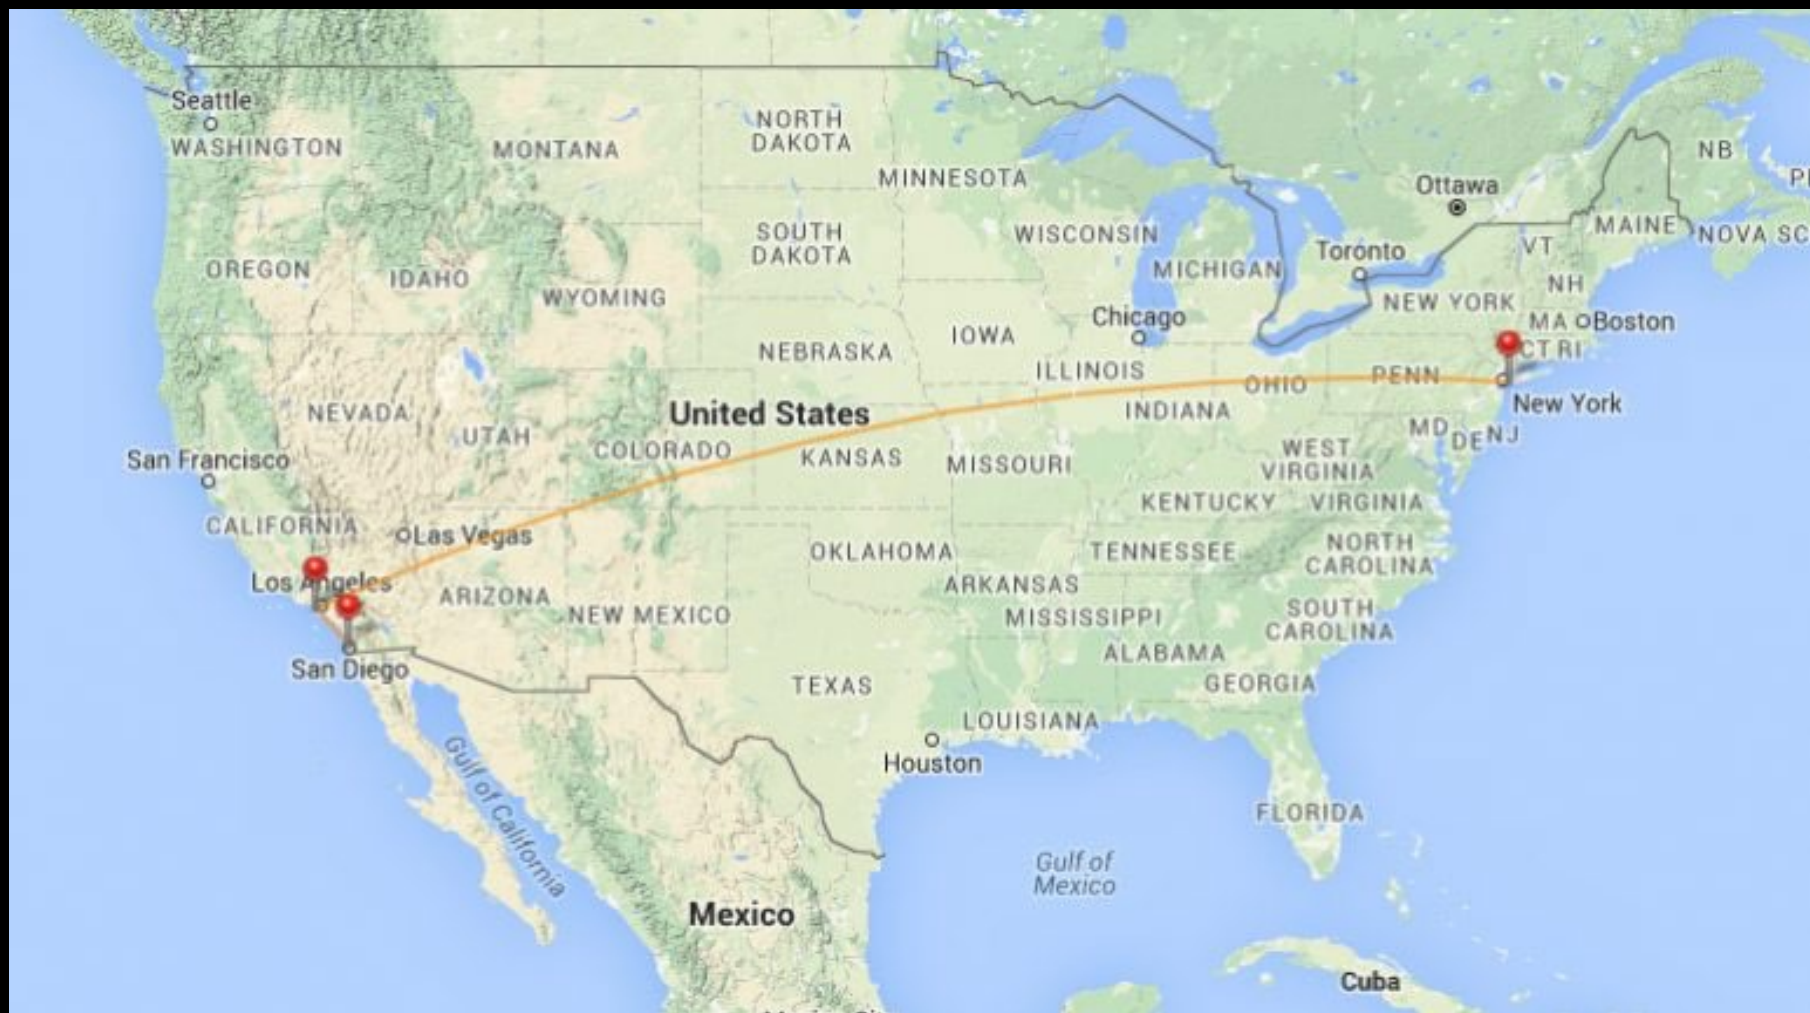 Seattle
WASHINGTON
MONTANA
NORTH
DAKOTA
MINNESOTA
Ottawa
NB
MAINE
NOVA SC
VT
NH
OREGON
IDAHO
WYOMING
SOUTH
DAKOTA
WISCONSIN
MICHIGAN
Toronto
NEW YORK
MA
Boston
CT RI
Chicago
IOWA
NEBRASKA
ILLINOIS
OHIO
PENN
New York
NEVADA
UTAH
United States
INDIANA
MD
DE
NJ
San Francisco
COLORADO
KANSAS
MISSOURI
WEST
VIRGINIA
KENTUCKY
VIRGINIA
CALIFORNIA
Las Vegas
OKLAHOMA
TENNESSEE
NORTH
CAROLINA
Los Angeles
ARIZONA
NEW MEXICO
ARKANSAS
MISSISSIPPI
SOUTH
CAROLINA
San Diego
TEXAS
ALABAMA
GEORGIA
LOUISIANA
Houston
Gulf of California
FLORIDA
Gulf of
Mexico
Mexico
Cuba